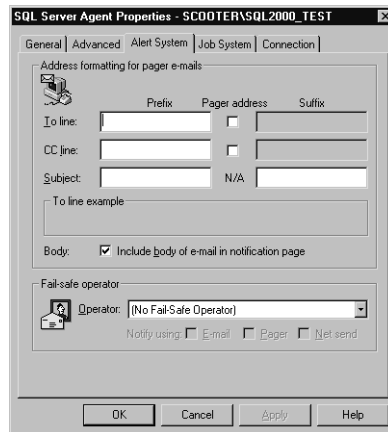 SQL Server Agent Properties - SCOOTER\SQL2000_TEST
General Advanced Alert System Job System Connection
Address formatting for pager e-mails
Prefix Pager address Suffix
To line:
CC line:
Subject: N/A
To line example
Body: Include body of e-mail in notification page
Fail-safe operator
Operator: (No Fail-Safe Operator)
Notify using: E-mail Pager Net send
OK Cancel Apply Help